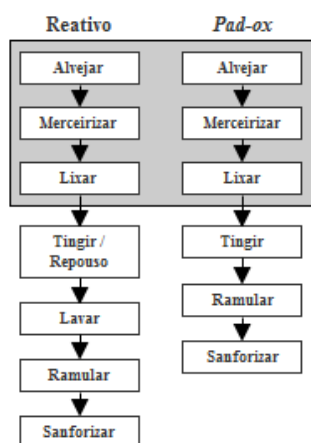 Reativo
Alvejar
Merceirizar
Lixar
Tingir /
Repouso
Lavar
Ramular
Sanforizar
Pad-ox
Alvejar
Merceirizar
Lixar
Tingir
Ramular
Sanforizar